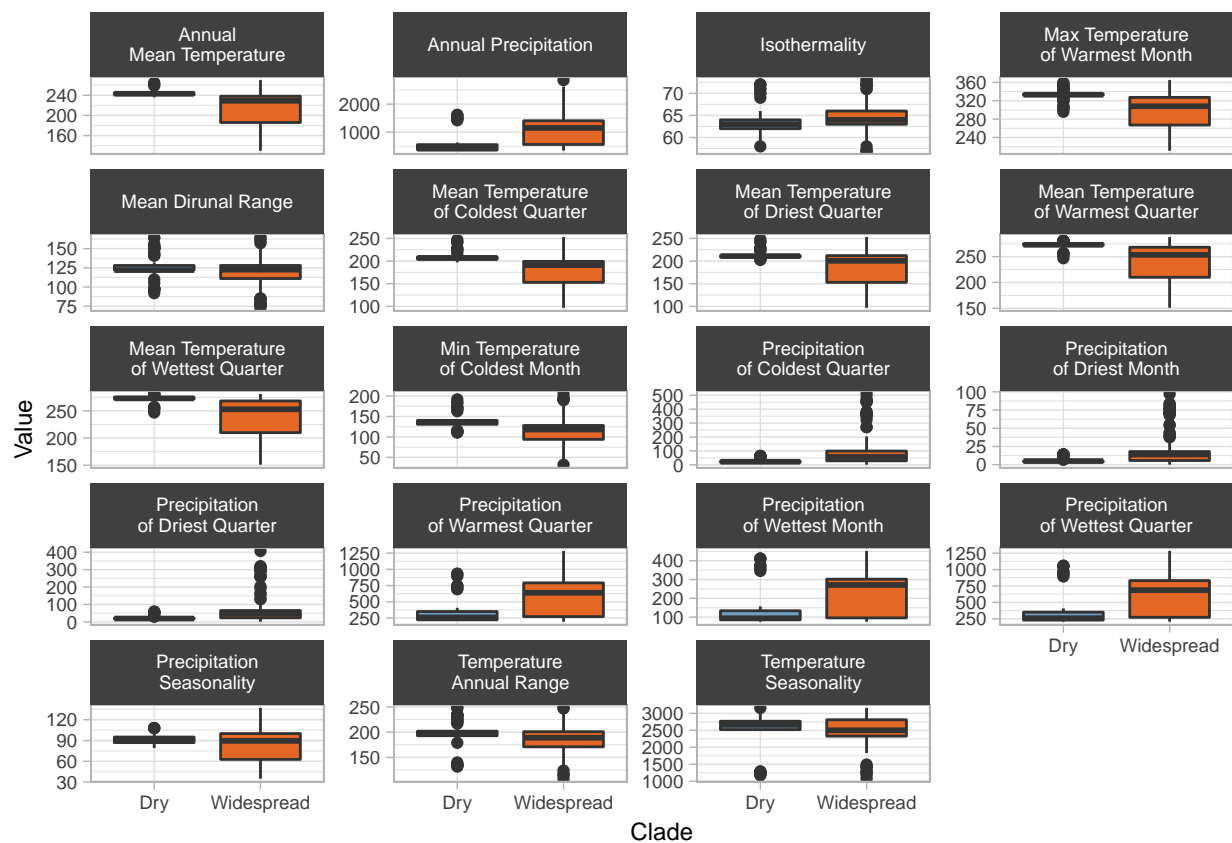 Annual
Mean Temperature
Annual Precipitation
Isothermality
Max Temperature
of Warmest Month
240
200
160
2000
1000
70
65
60
360
320
280
240
Mean Dirunal Range
Mean Temperature
of Coldest Quarter
Mean Temperature
of Driest Quarter
Mean Temperature
of Warmest Quarter
150
125
100
75
250
200
150
100
250
200
150
100
250
200
150
Mean Temperature
of Wettest Quarter
Min Temperature
of Coldest Month
Precipitation
of Coldest Quarter
Precipitation
of Driest Month
250
200
150
200
150
100
50
500
400
300
200
100
0
100
75
50
25
0
Precipitation
of Driest Quarter
Precipitation
of Warmest Quarter
Precipitation
of Wettest Month
Precipitation
of Wettest Quarter
400
300
200
100
0
1250
1000
750
500
250
400
300
200
100
1250
1000
750
500
250
Dry
Widespread
Precipitation
Seasonality
Temperature
Annual Range
Temperature
Seasonality
120
90
60
30
250
200
150
3000
2500
2000
1500
1000
Dry
Widespread
Dry
Widespread
Dry
Widespread
Value
Clade